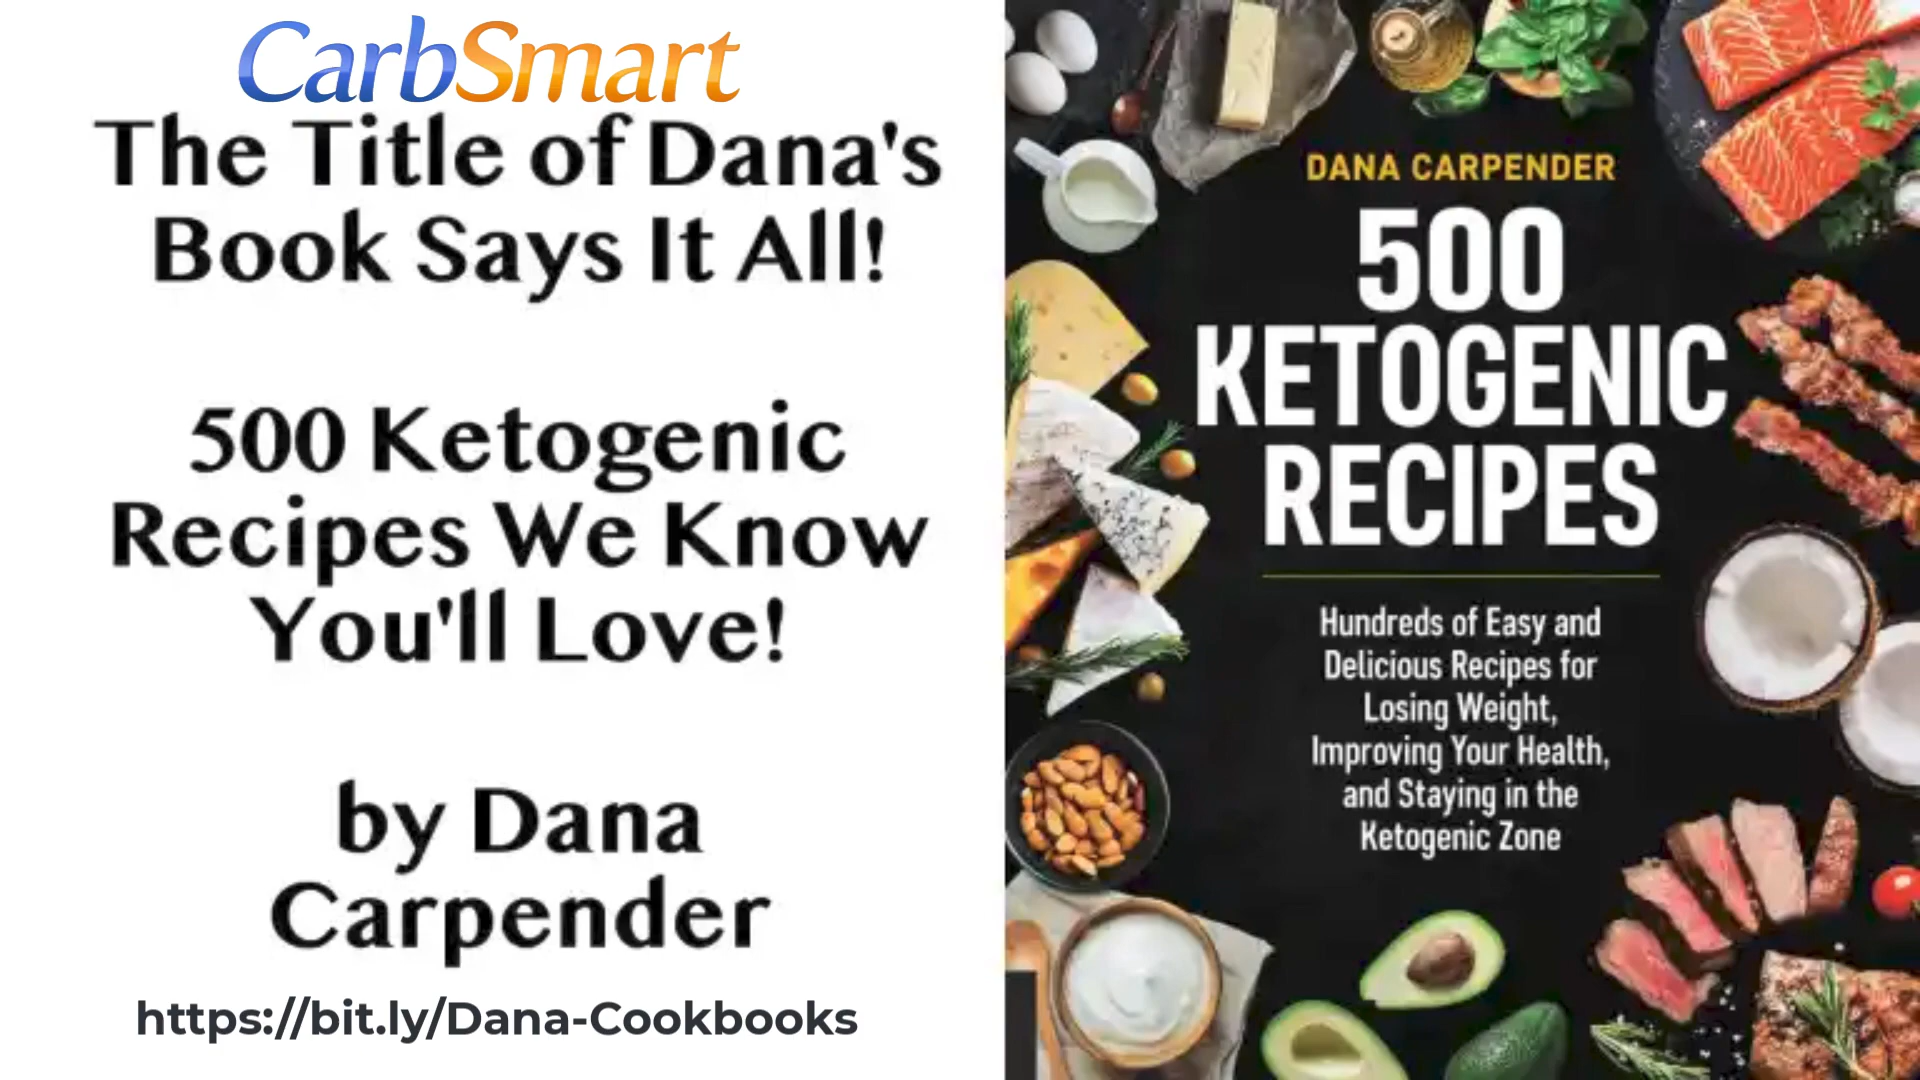 CarbSmart
The Title of Dana's
Book Says It All!
500 Ketogenic
Recipes We Know
You'll Love!
by Dana
Carpender
https://bit.ly/Dana-Cookbooks
DANA CARPENDER
500
KETOGENIC
RECIPES
Hundreds of Easy and
Delicious Recipes for
Losing Weight,
Improving Your Health,
and Staying in the
Ketogenic Zone